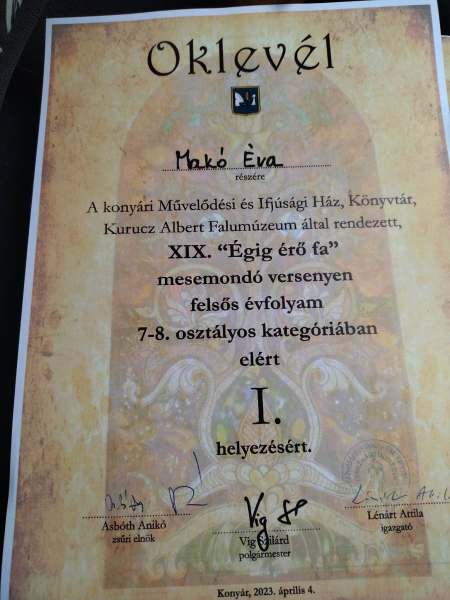 Oklevél
Makó Éva
részére
A konyári Művelődési és Ifjúsági Ház, Könyvtár,
Kurucz Albert Falumúzeum által rendezett,
XIX. “Égig érő fa”
mesemondó versenyen
felsős évfolyam
7-8. osztályos kategóriában
elért
I.
helyezésért.
Asbóth Anikó
zsűri elnök
Vig Szilárd
polgármester
Lénárt Attila
igazgató
Konyár, 2023. április 4.